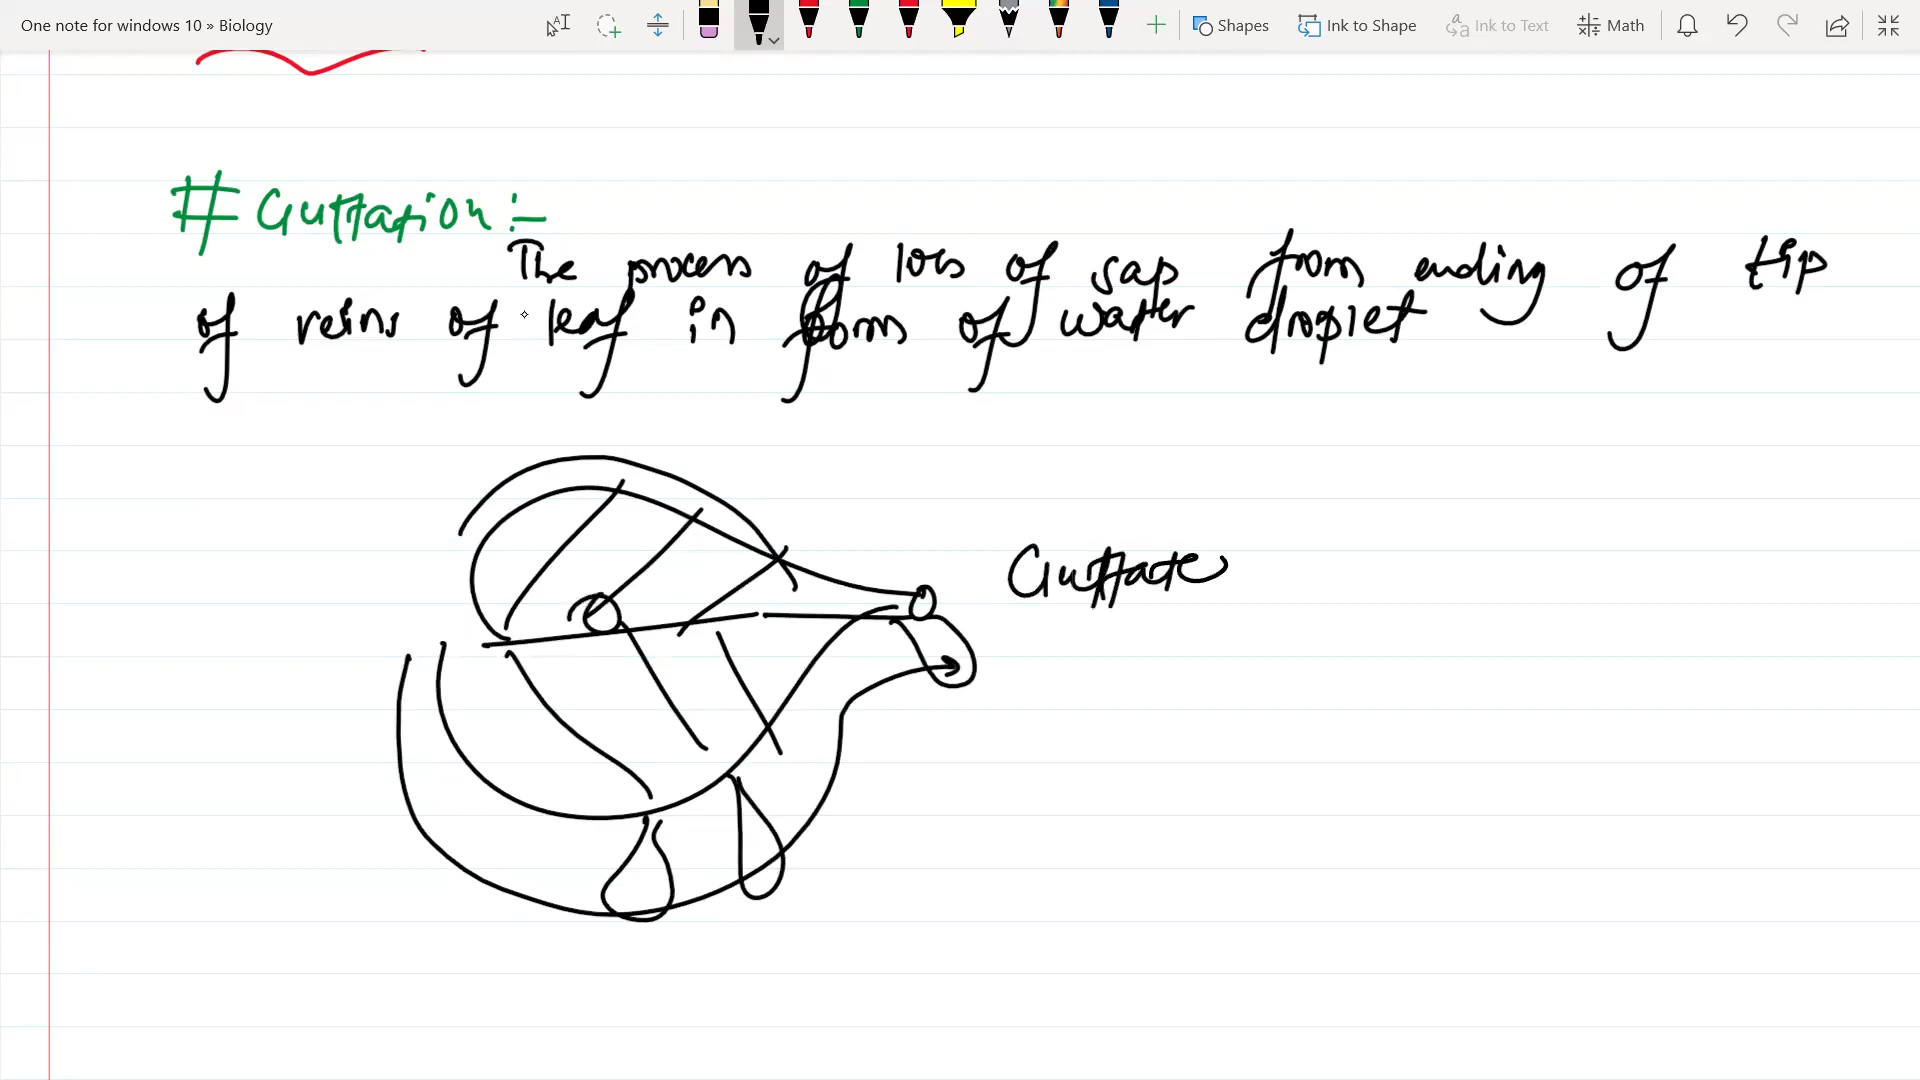 One note for windows 10 » Biology
Shapes Ink to Shape Ink to Text Math
# Guttation :-
The process of loss of sap from ending of tip
of veins of leaf in form of water droplet
Guttate